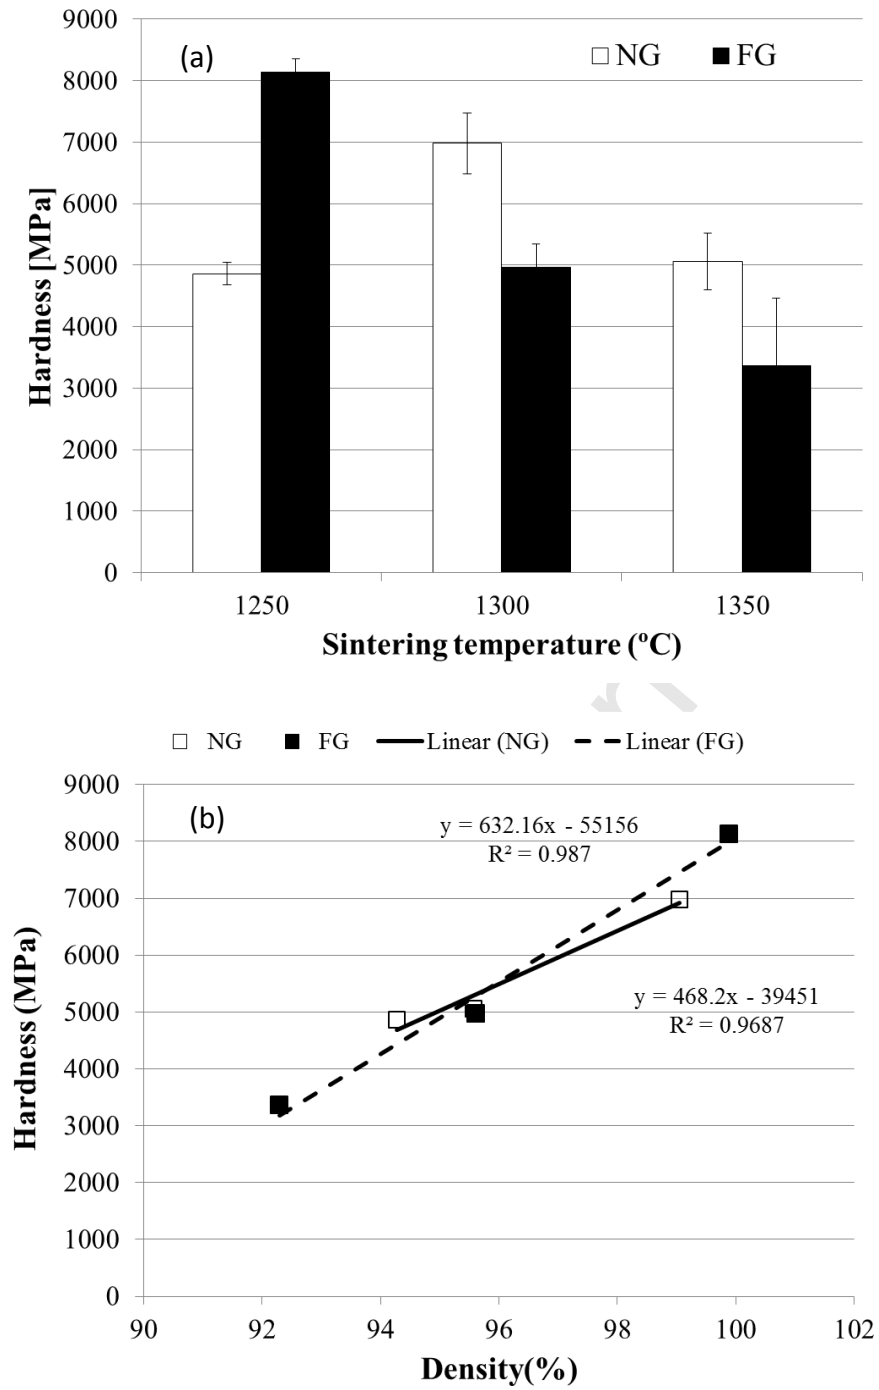 9000
(a)
NG
FG
8000
7000
6000
5000
4000
3000
2000
1000
0
Hardness [MPa]
1250
1300
1350
Sintering temperature (ºC)
NG
FG
Linear (NG)
Linear (FG)
9000
(b)
y = 632.16x - 55156
R² = 0.987
8000
7000
6000
y = 468.2x - 39451
R² = 0.9687
5000
4000
3000
2000
1000
0
Hardness (MPa)
90
92
94
96
98
100
102
Density(%)